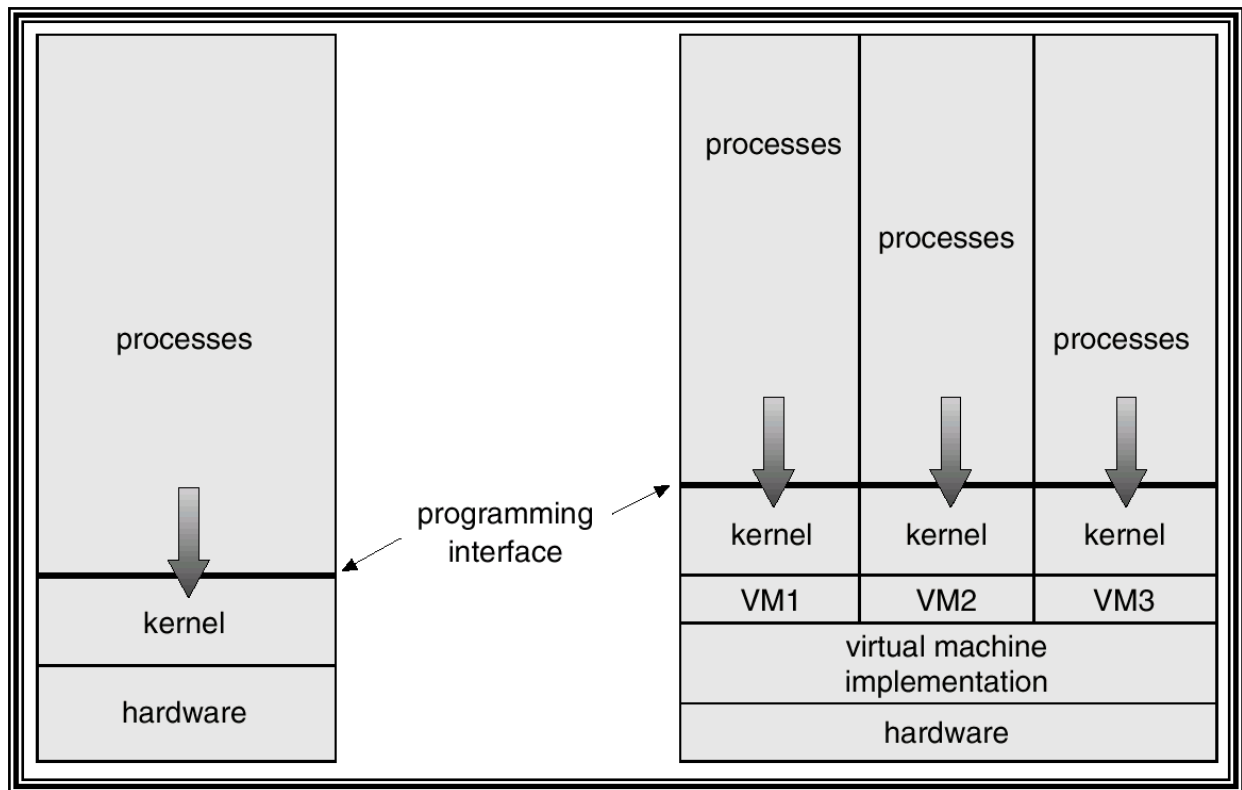 processes
kernel
hardware
programming
interface
processes
processes
processes
kernel
kernel
kernel
VM1
VM2
VM3
virtual machine
implementation
hardware